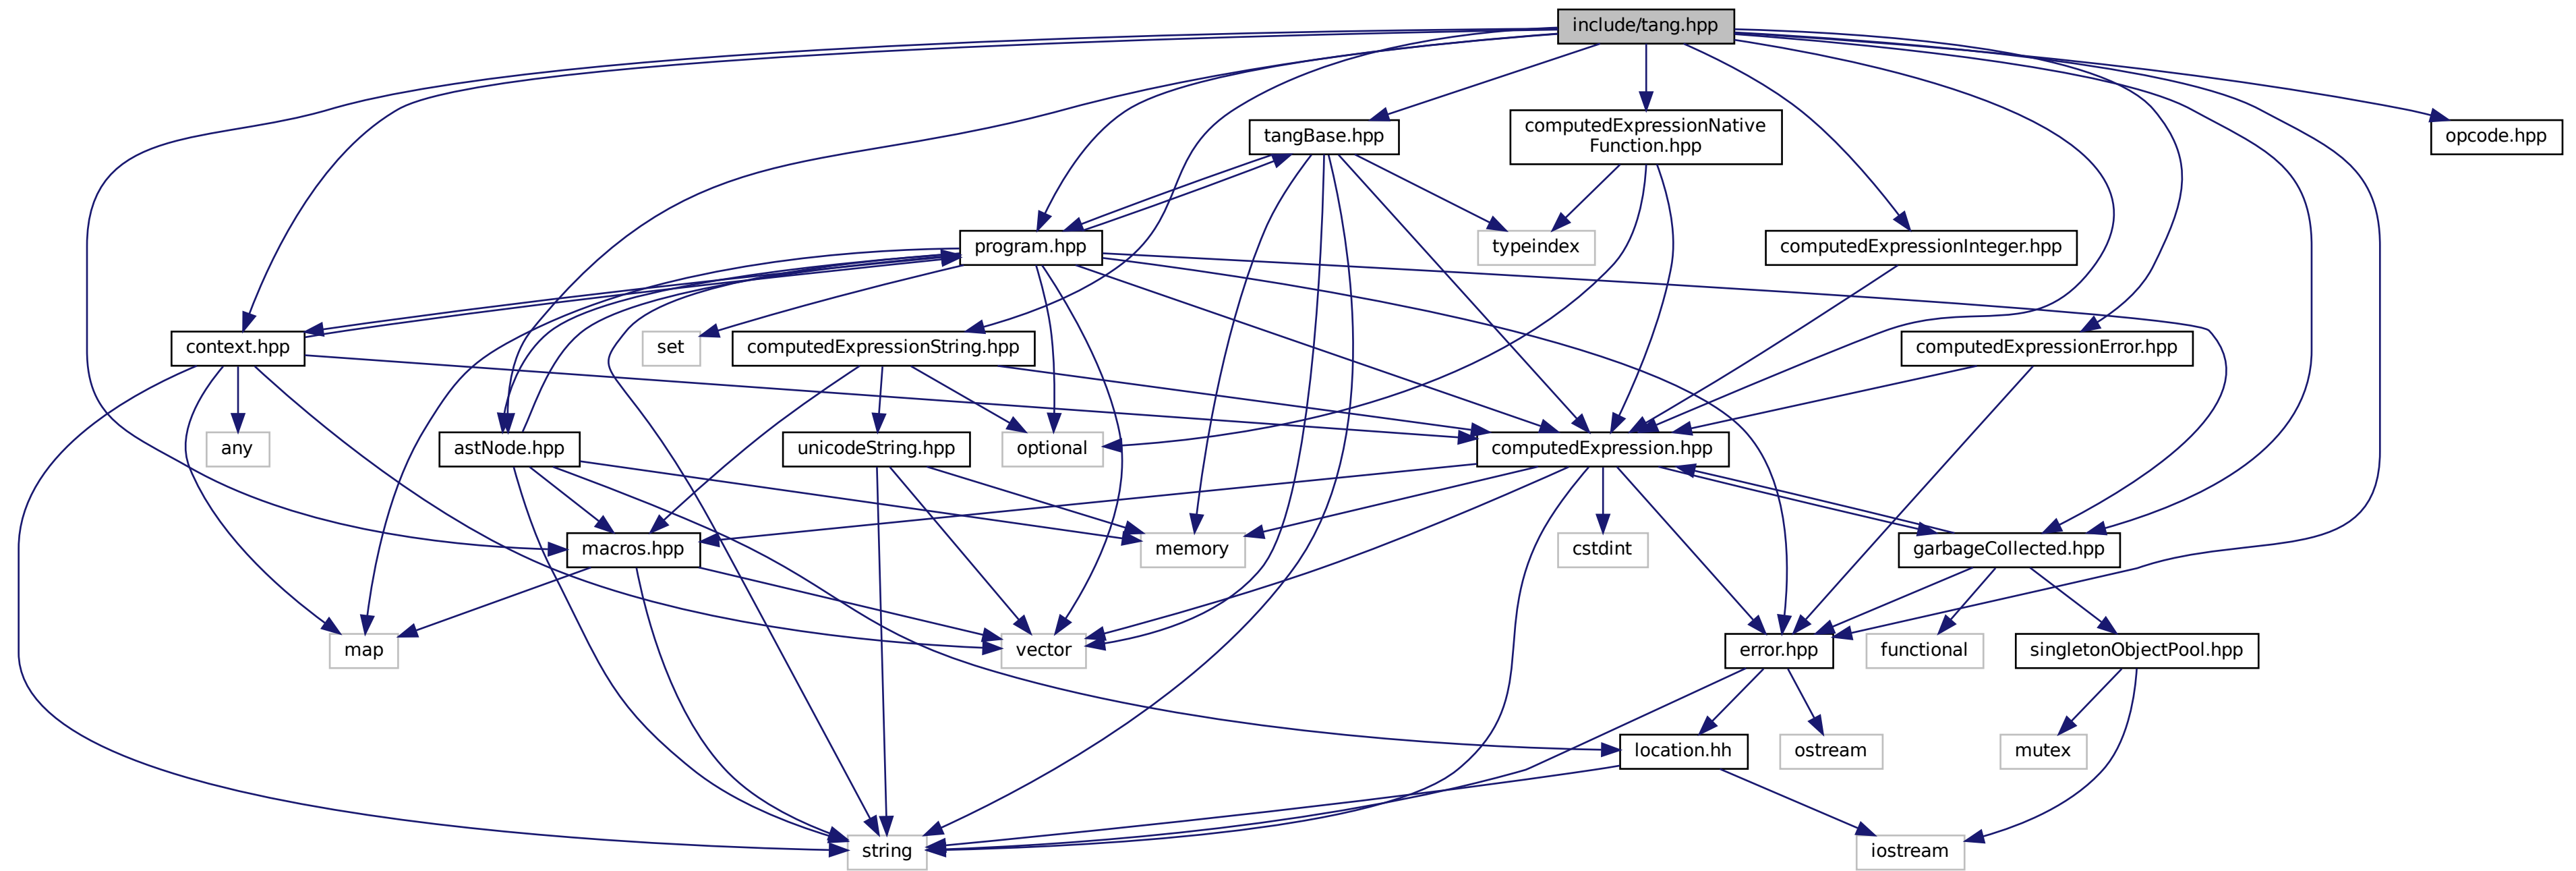 include/tang.hpp
tangBase.hpp
computedExpressionNative
Function.hpp
opcode.hpp
program.hpp
typeindex
computedExpressionInteger.hpp
context.hpp
set
computedExpressionString.hpp
computedExpressionError.hpp
any
astNode.hpp
unicodeString.hpp
optional
computedExpression.hpp
macros.hpp
memory
cstdint
garbageCollected.hpp
map
vector
error.hpp
functional
singletonObjectPool.hpp
location.hh
ostream
mutex
string
iostream